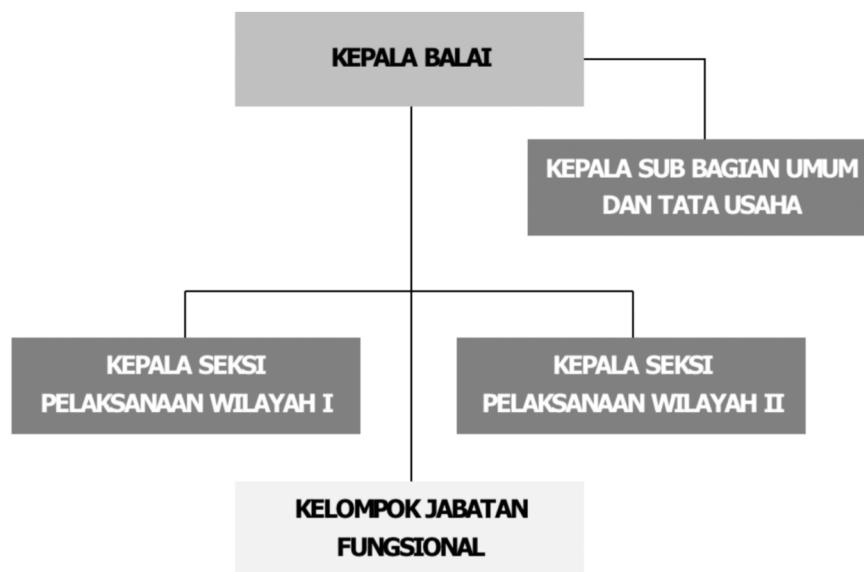 KEPALA BALAI
KEPALA SUB BAGIAN UMUM
DAN TATA USAHA
KEPALA SEKSI
PELAKSANAAN WILAYAH I
KEPALA SEKSI
PELAKSANAAN WILAYAH II
KELOMPOK JABATAN
FUNGSIONAL